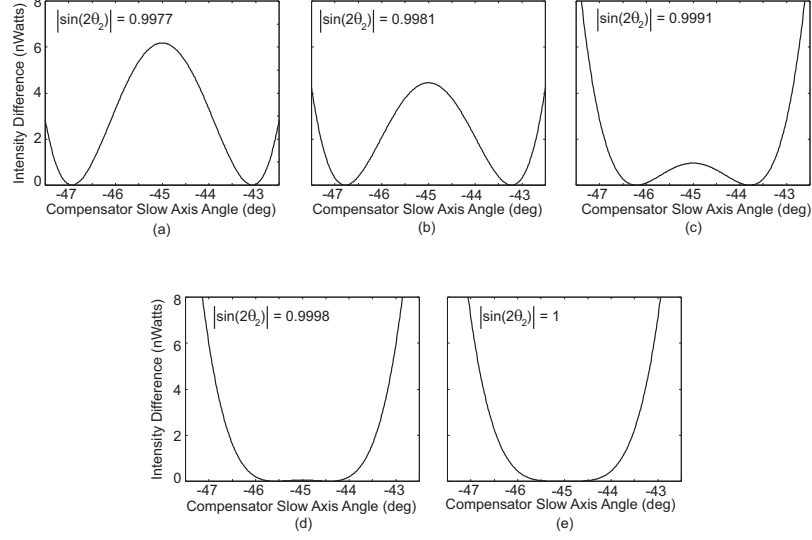 8
|sin(2θ₂)| = 0.9977
|sin(2θ₂)| = 0.9981
|sin(2θ₂)| = 0.9991
6
4
2
0
Intensity Difference (nWatts)
-47 -46 -45 -44 -43
-47 -46 -45 -44 -43
-47 -46 -45 -44 -43
Compensator Slow Axis Angle (deg)
Compensator Slow Axis Angle (deg)
Compensator Slow Axis Angle (deg)
(a)
(b)
(c)
8
|sin(2θ₂)| = 0.9998
|sin(2θ₂)| = 1
6
4
2
0
Intensity Difference (nWatts)
-47 -46 -45 -44 -43
-47 -46 -45 -44 -43
Compensator Slow Axis Angle (deg)
Compensator Slow Axis Angle (deg)
(d)
(e)